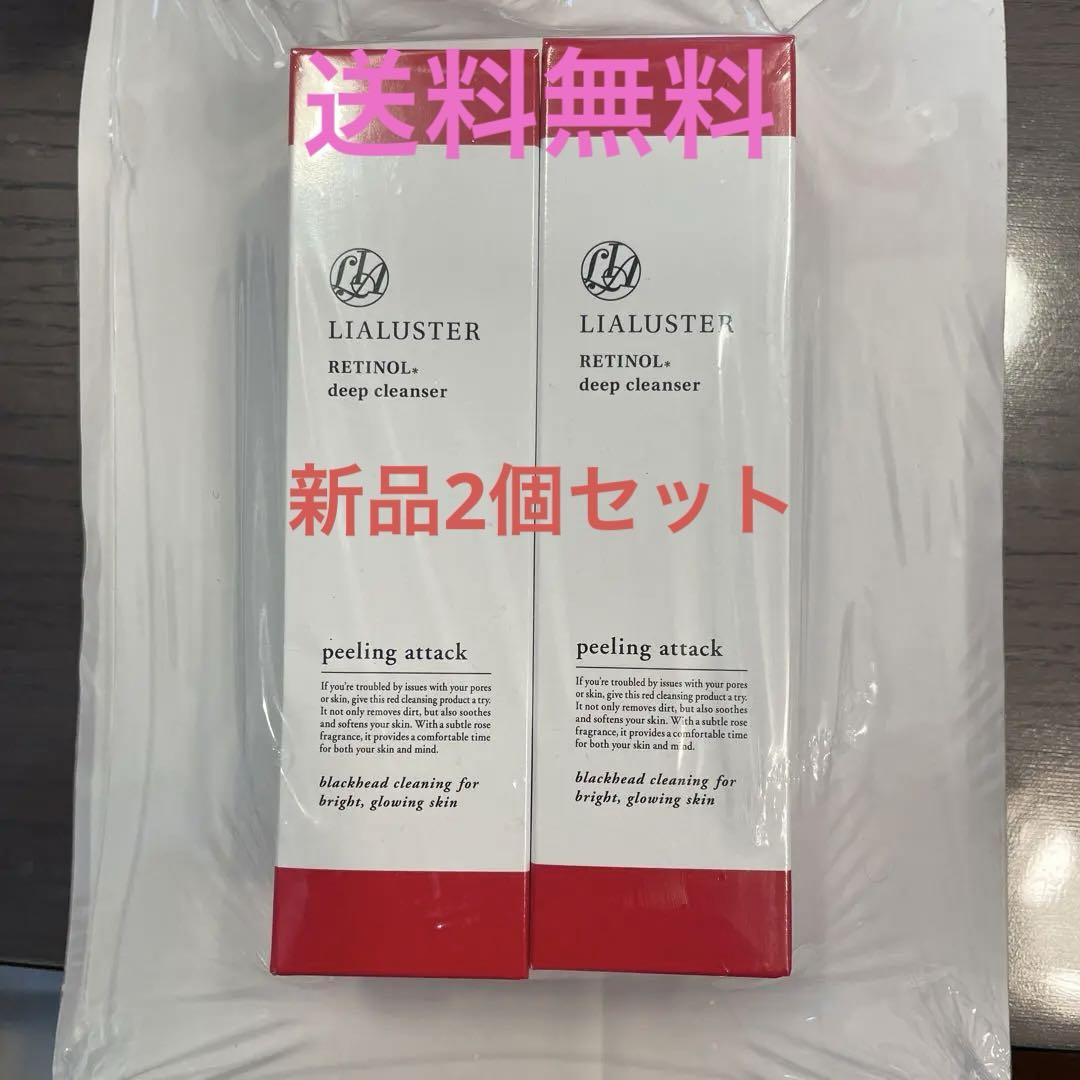 送料無料
LIA
LIALUSTER
RETINOL*
deep cleanser
peeling attack
If you're troubled by issues with your pores
or skin, give this red cleansing product a try.
It not only removes dirt, but also soothes
and softens your skin. With a subtle rose
fragrance, it provides a comfortable time
for both your skin and mind.
blackhead cleaning for
bright, glowing skin
LIA
LIALUSTER
RETINOL*
deep cleanser
新品2個セット
peeling attack
If you're troubled by issues with your pores
or skin, give this red cleansing product a try.
It not only removes dirt, but also soothes
and softens your skin. With a subtle rose
fragrance, it provides a comfortable time
for both your skin and mind.
blackhead cleaning for
bright, glowing skin